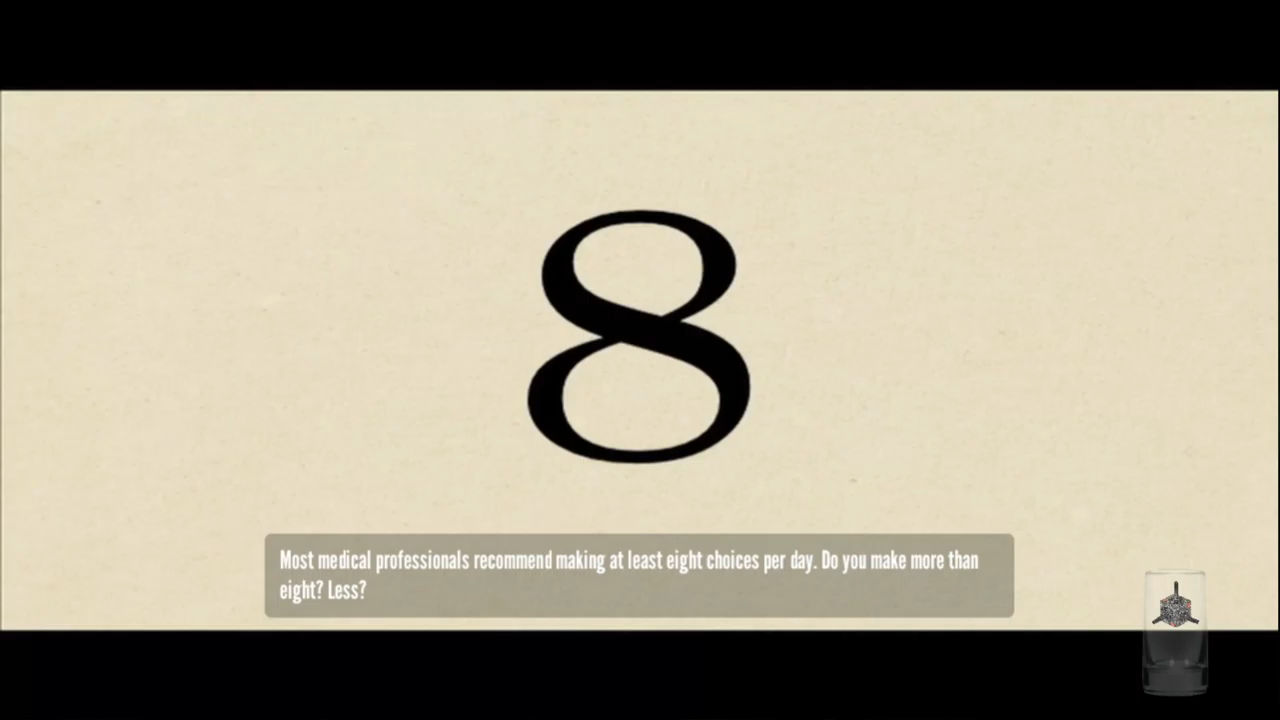 8
Most medical professionals recommend making at least eight choices per day. Do you make more than
eight? Less?